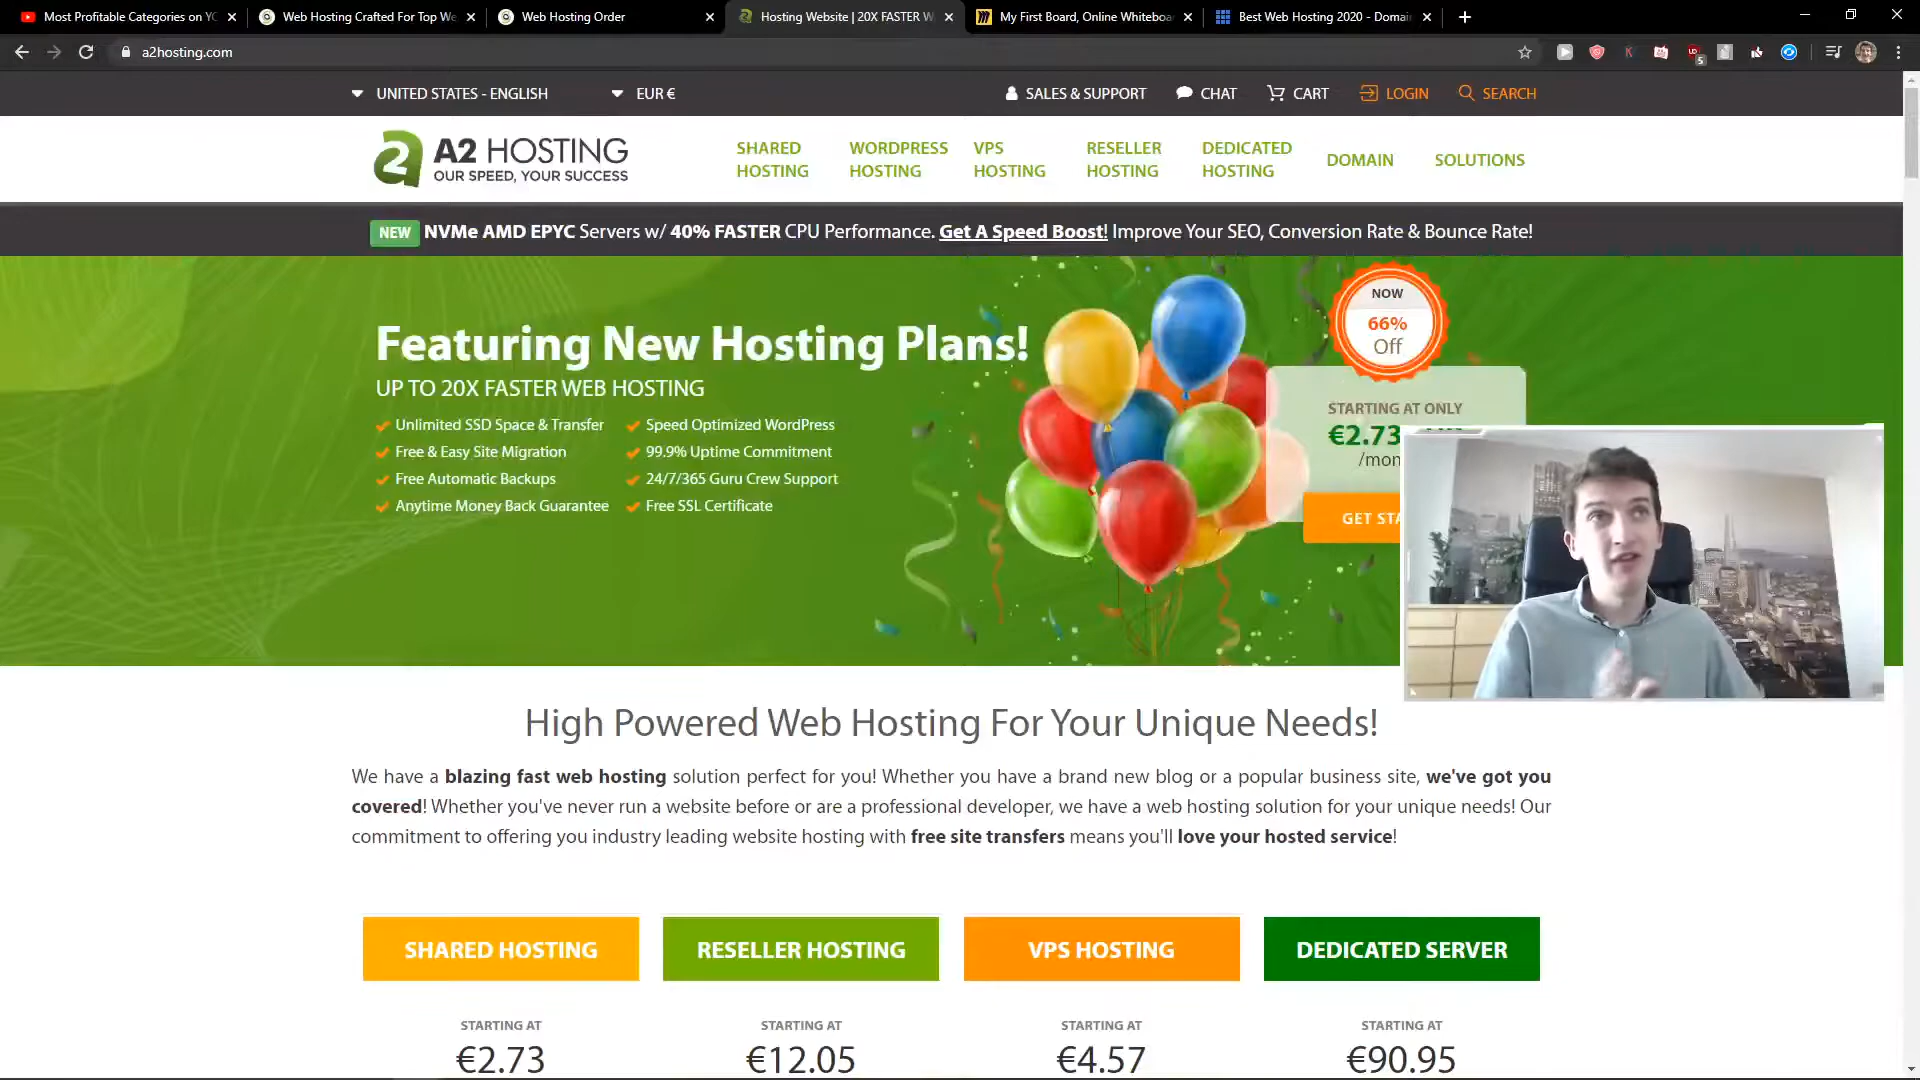 Most Profitable Categories on YO
Web Hosting Crafted For Top We
Web Hosting Order
Hosting Website | 20X FASTER W
My First Board, Online Whiteboa
Best Web Hosting 2020 - Domai
a2hosting.com
UNITED STATES - ENGLISH
EUR €
SALES & SUPPORT
CHAT
CART
LOGIN
SEARCH
A2 HOSTING
OUR SPEED, YOUR SUCCESS
SHARED
HOSTING
WORDPRESS
HOSTING
VPS
HOSTING
RESELLER
HOSTING
DEDICATED
HOSTING
DOMAIN
SOLUTIONS
NEW NVMe AMD EPYC Servers w/ 40% FASTER CPU Performance. Get A Speed Boost! Improve Your SEO, Conversion Rate & Bounce Rate!
Featuring New Hosting Plans!
UP TO 20X FASTER WEB HOSTING
Unlimited SSD Space & Transfer
Speed Optimized WordPress
Free & Easy Site Migration
99.9% Uptime Commitment
Free Automatic Backups
24/7/365 Guru Crew Support
Anytime Money Back Guarantee
Free SSL Certificate
NOW
66%
Off
STARTING AT ONLY
€2.73
/mon
GET STA
High Powered Web Hosting For Your Unique Needs!
We have a blazing fast web hosting solution perfect for you! Whether you have a brand new blog or a popular business site, we've got you
covered! Whether you've never run a website before or are a professional developer, we have a web hosting solution for your unique needs! Our
commitment to offering you industry leading website hosting with free site transfers means you'll love your hosted service!
SHARED HOSTING
RESELLER HOSTING
VPS HOSTING
DEDICATED SERVER
STARTING AT
STARTING AT
STARTING AT
STARTING AT
€2.73
€12.05
€4.57
€90.95